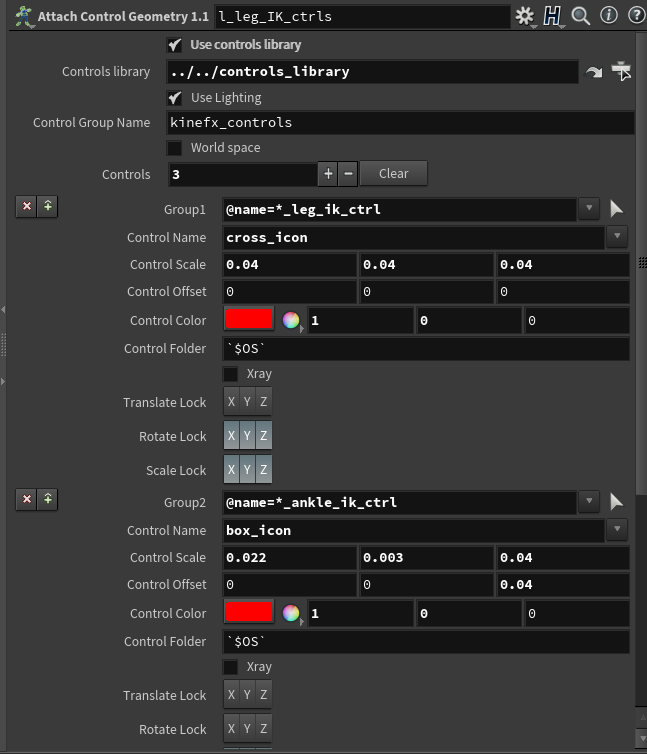 Attach Control Geometry 1.1 l_leg_IK_ctrls
Use controls library
Controls library ../../controls_library
Use Lighting
Control Group Name kinefx_controls
World space
Controls 3 + − Clear
Group1 @name=*_leg_ik_ctrl
Control Name cross_icon
Control Scale 0.04 0.04 0.04
Control Offset 0 0 0
Control Color 1 0 0
Control Folder `$OS`
Xray
Translate Lock X Y Z
Rotate Lock X Y Z
Scale Lock X Y Z
Group2 @name=*_ankle_ik_ctrl
Control Name box_icon
Control Scale 0.022 0.003 0.04
Control Offset 0 0 0.04
Control Color 1 0 0
Control Folder `$OS`
Xray
Translate Lock X Y Z
Rotate Lock X Y Z